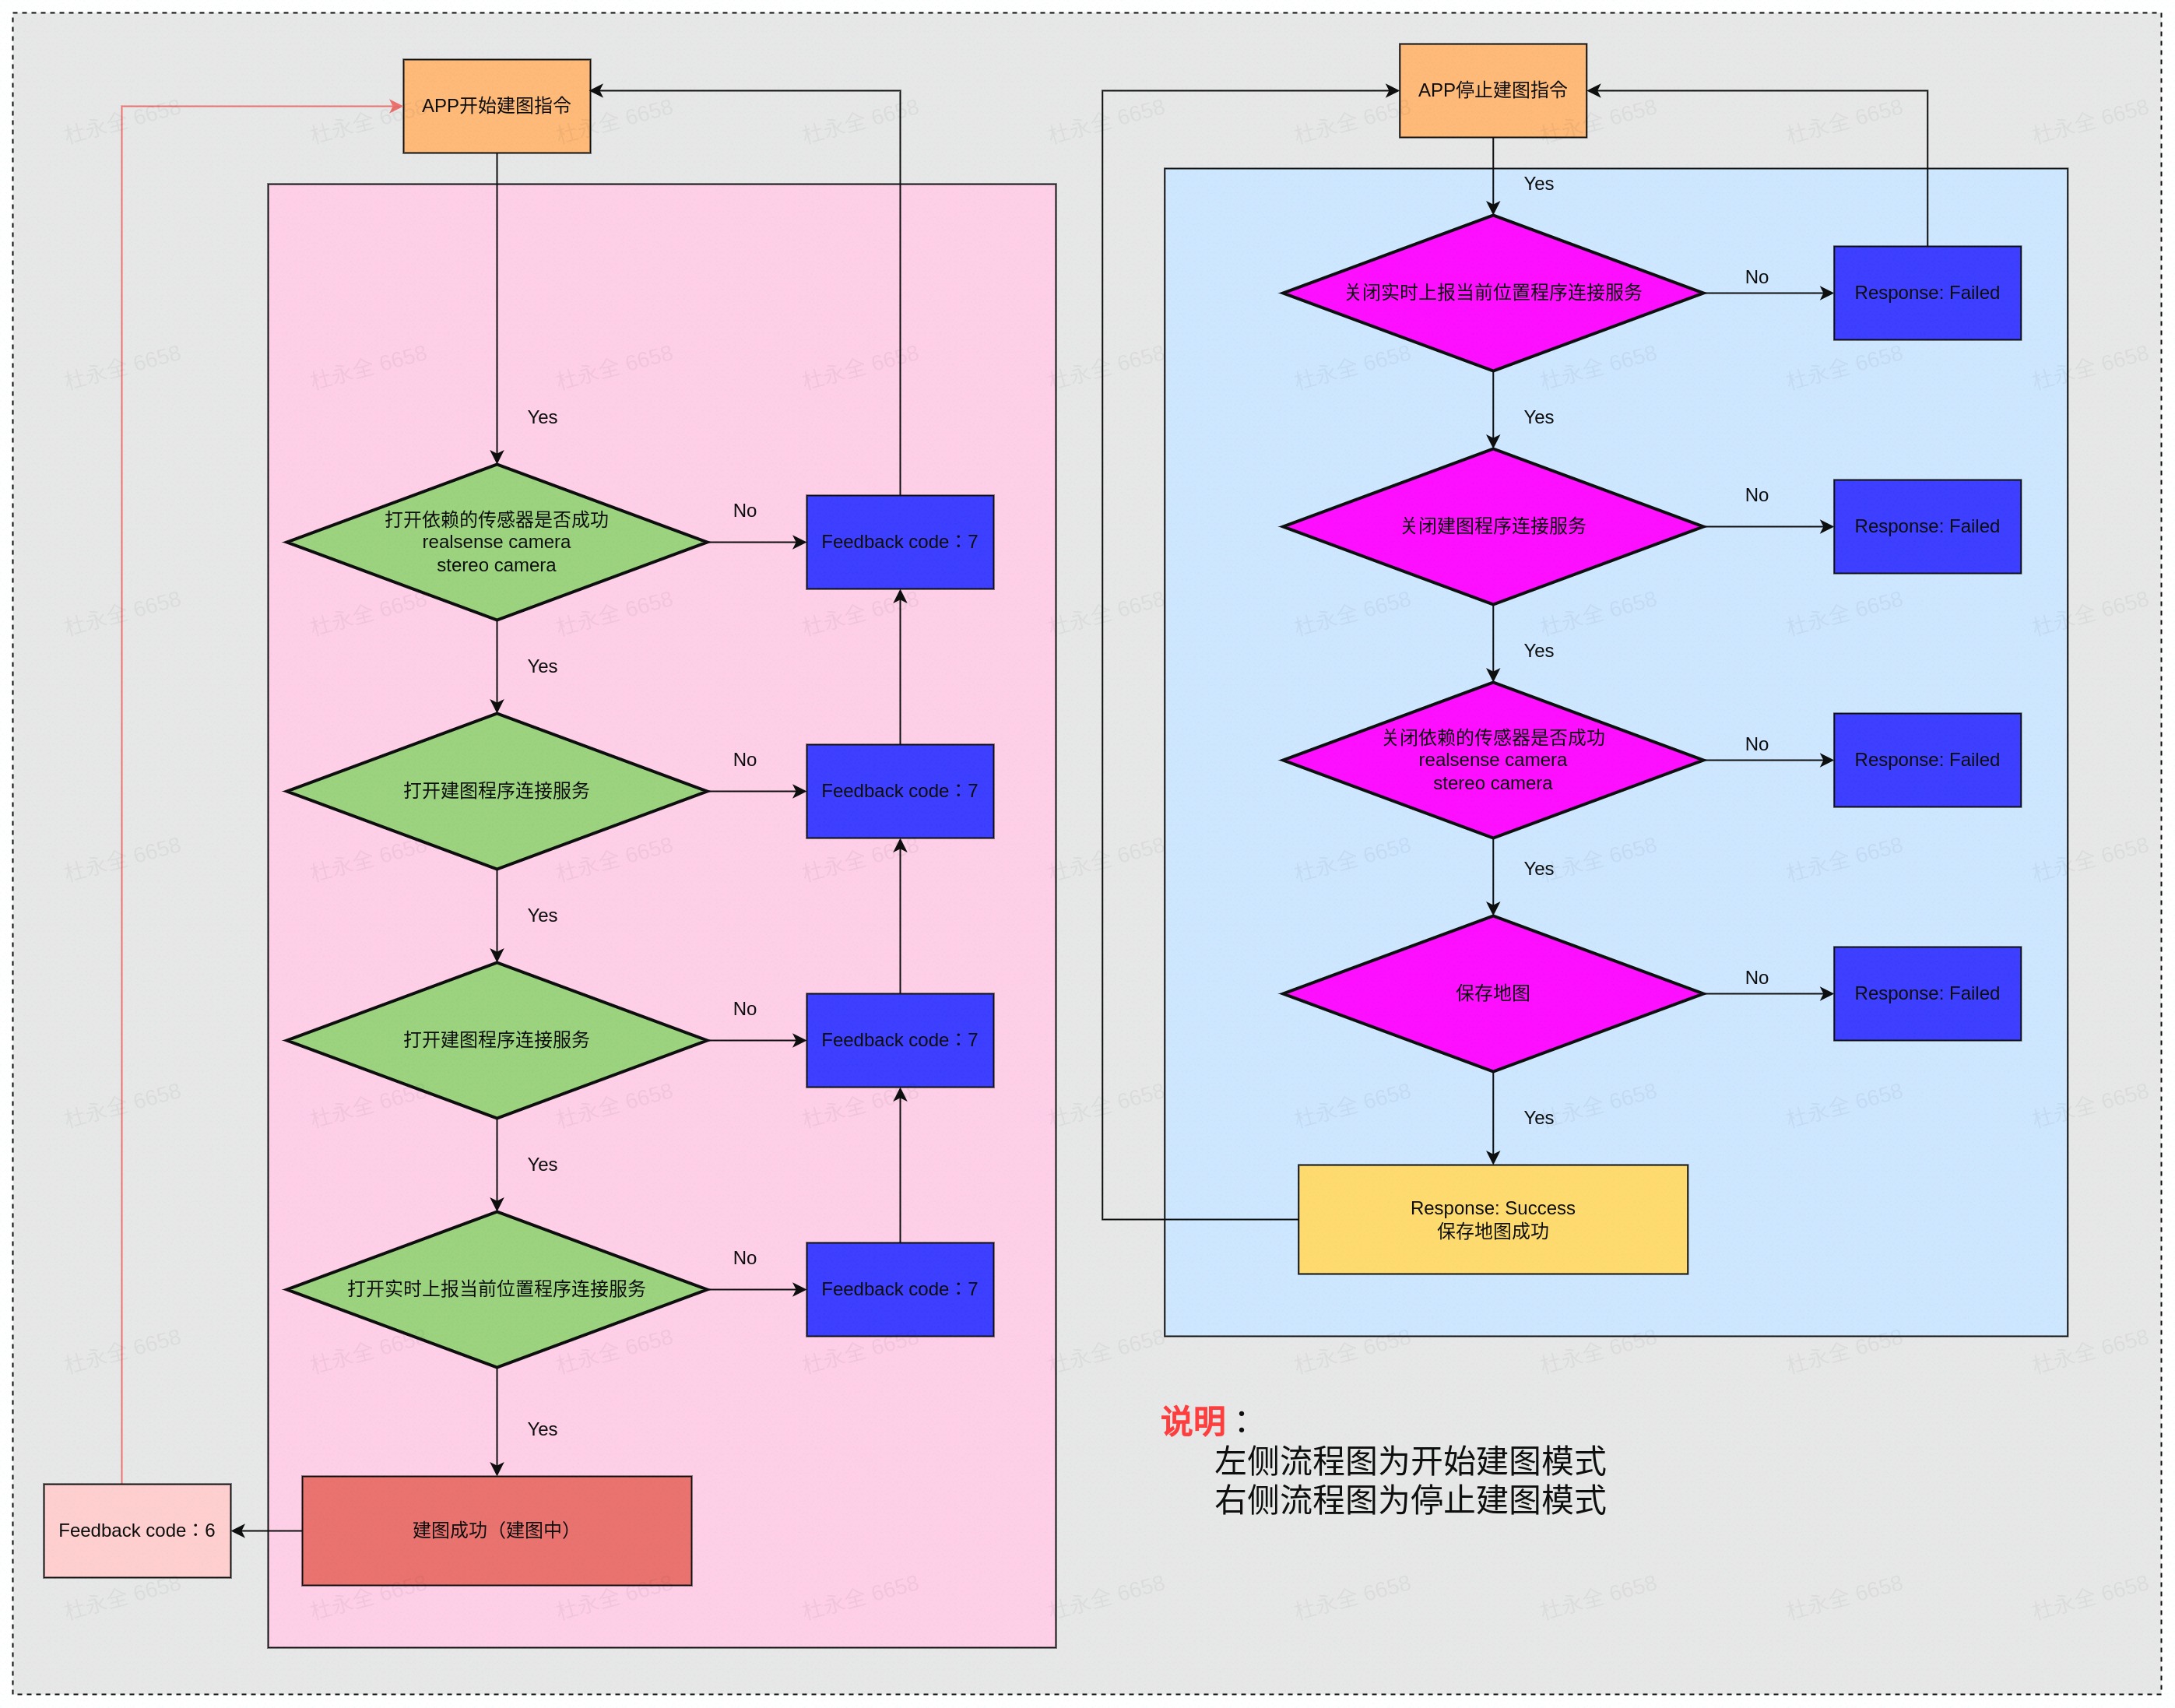 APP开始建图指令
Yes
打开依赖的传感器是否成功
realsense camera
stereo camera
No
Feedback code：7
Yes
打开建图程序连接服务
No
Feedback code：7
Yes
打开建图程序连接服务
No
Feedback code：7
Yes
打开实时上报当前位置程序连接服务
No
Feedback code：7
Yes
建图成功（建图中）
Feedback code：6
APP停止建图指令
Yes
关闭实时上报当前位置程序连接服务
No
Response: Failed
Yes
关闭建图程序连接服务
No
Response: Failed
Yes
关闭依赖的传感器是否成功
realsense camera
stereo camera
No
Response: Failed
Yes
保存地图
No
Response: Failed
Yes
Response: Success
保存地图成功
说明：
左侧流程图为开始建图模式
右侧流程图为停止建图模式
杜永全 6658